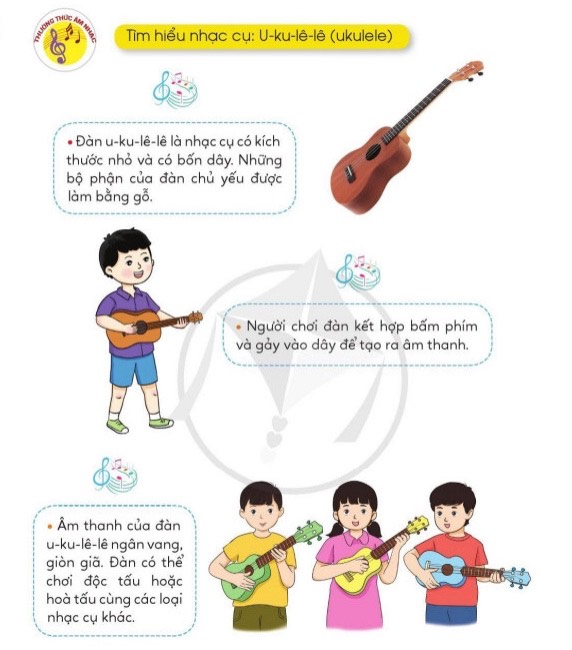 THƯỜNG THỨC ÂM NHẠC
Tìm hiểu nhạc cụ: U-ku-lê-lê (ukulele)
• Đàn u-ku-lê-lê là nhạc cụ có kích
thước nhỏ và có bốn dây. Những
bộ phận của đàn chủ yếu được
làm bằng gỗ.
• Người chơi đàn kết hợp bấm phím
và gảy vào dây để tạo ra âm thanh.
• Âm thanh của đàn
u-ku-lê-lê ngân vang,
giòn giã. Đàn có thể
chơi độc tấu hoặc
hoà tấu cùng các loại
nhạc cụ khác.